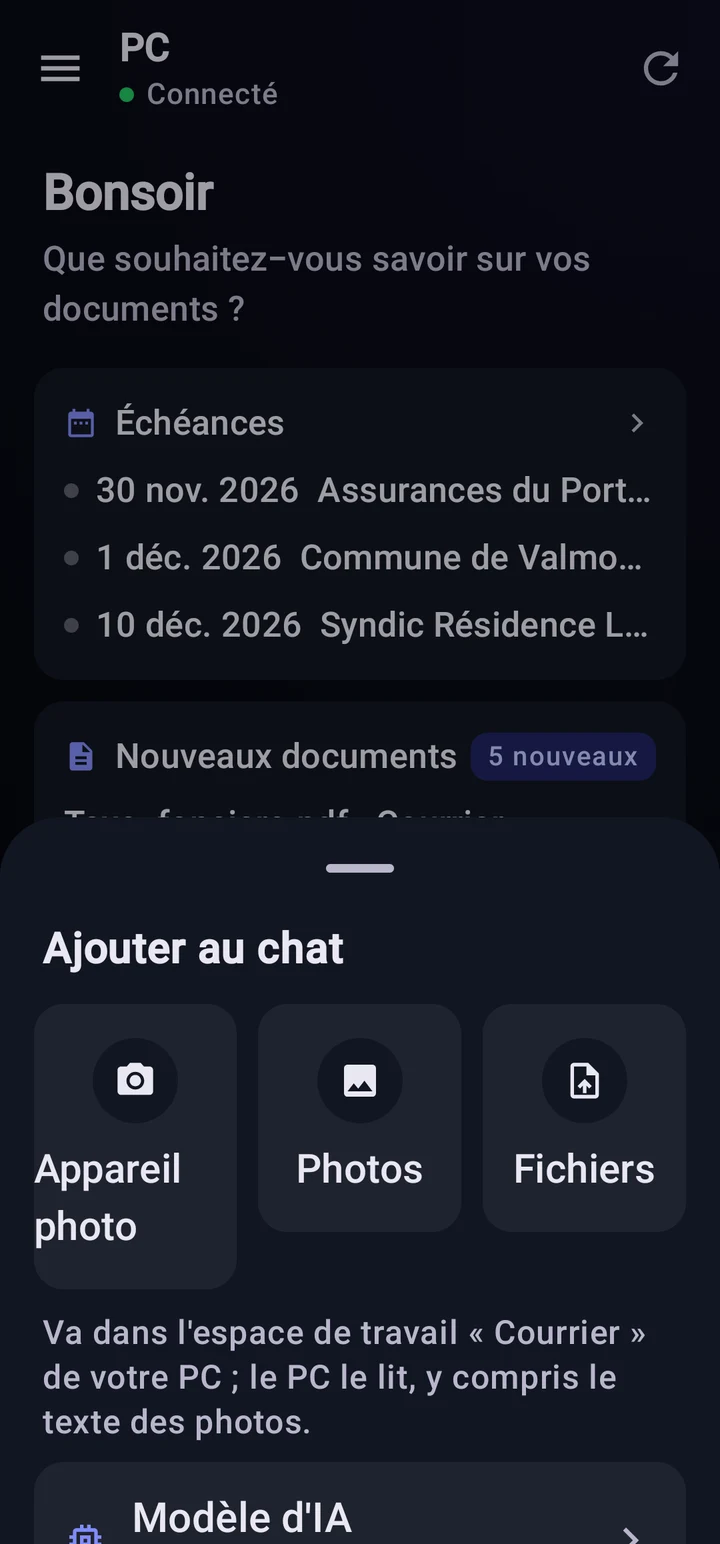 PC
Connecté
Bonsoir
Que souhaitez-vous savoir sur vos
documents ?
Échéances
30 nov. 2026 Assurances du Port…
1 déc. 2026 Commune de Valmo…
10 déc. 2026 Syndic Résidence L…
Nouveaux documents 5 nouveaux
Ajouter au chat
Appareil
photo
Photos
Fichiers
Va dans l'espace de travail « Courrier »
de votre PC ; le PC le lit, y compris le
texte des photos.
Modèle d'IA